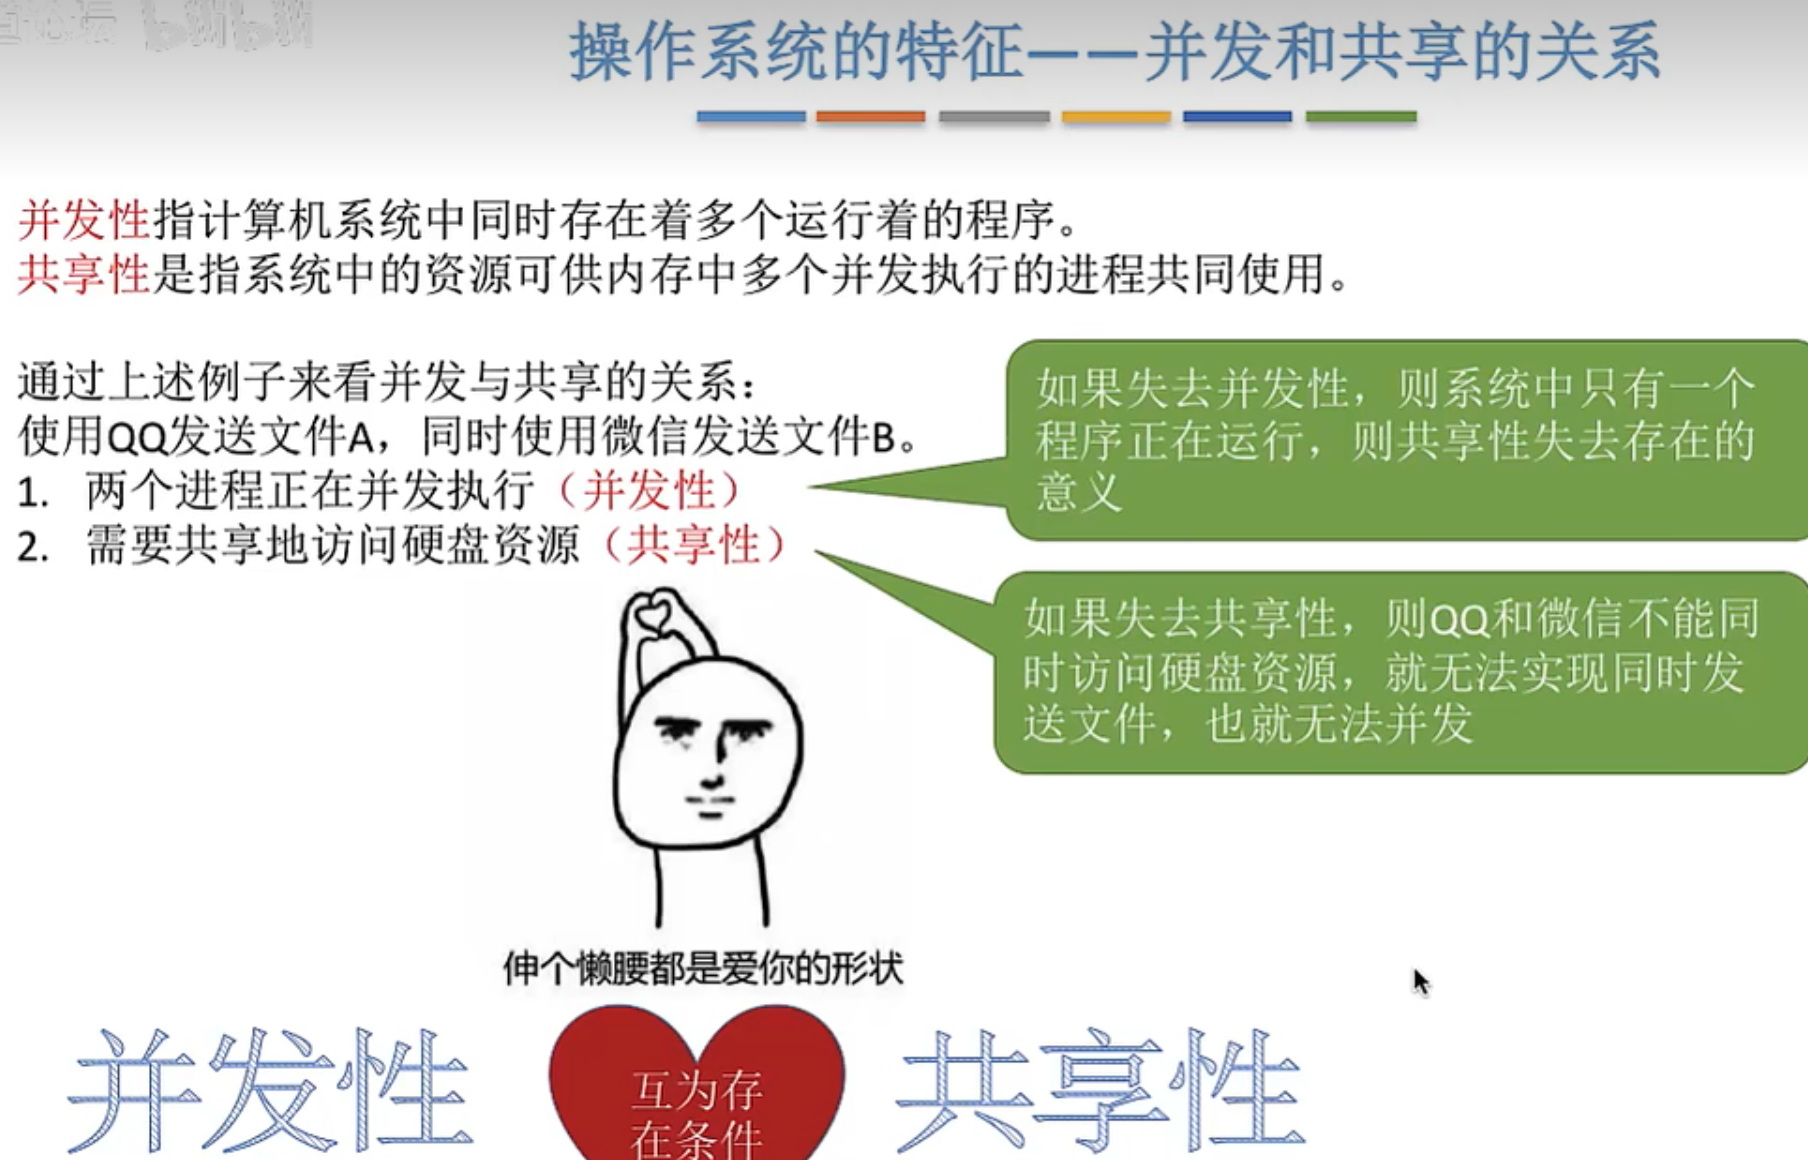 操作系统的特征——并发和共享的关系
并发性指计算机系统中同时存在着多个运行着的程序。
共享性是指系统中的资源可供内存中多个并发执行的进程共同使用。
通过上述例子来看并发与共享的关系：
使用QQ发送文件A，同时使用微信发送文件B。
1. 两个进程正在并发执行（并发性）
2. 需要共享地访问硬盘资源（共享性）
如果失去并发性，则系统中只有一个
程序正在运行，则共享性失去存在的
意义
如果失去共享性，则QQ和微信不能同
时访问硬盘资源，就无法实现同时发
送文件，也就无法并发
伸个懒腰都是爱你的形状
并发性
互为存
在条件
共享性